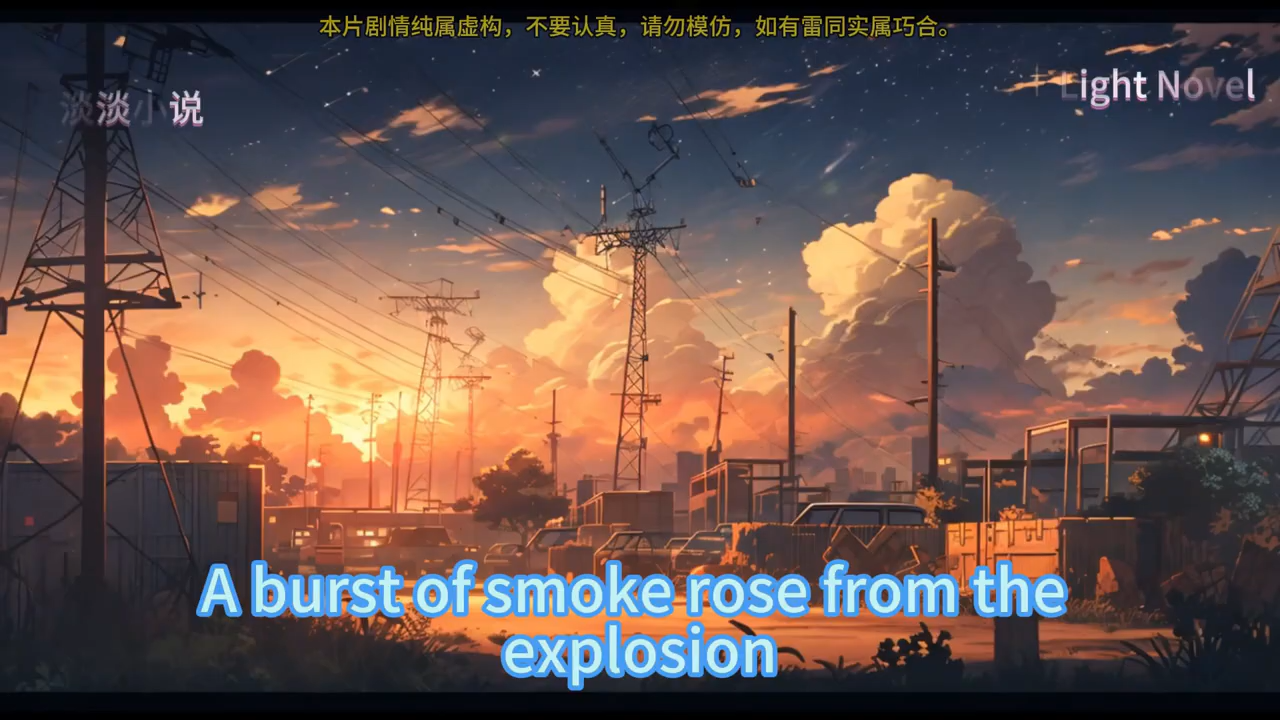 本片剧情纯属虚构，不要认真，请勿模仿，如有雷同实属巧合。
淡淡小说
Light Novel
A burst of smoke rose from the
explosion